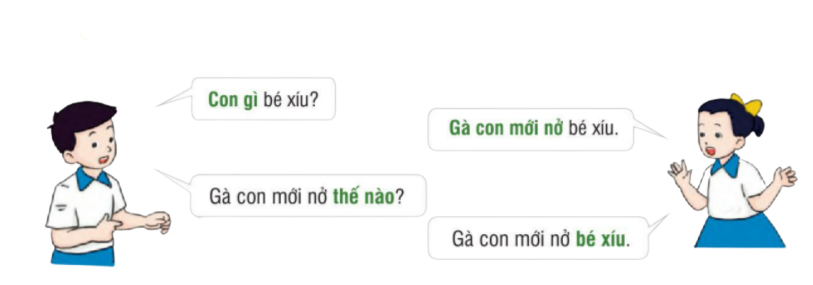 Con gì bé xíu?
Gà con mới nở bé xíu.
Gà con mới nở thế nào?
Gà con mới nở bé xíu.